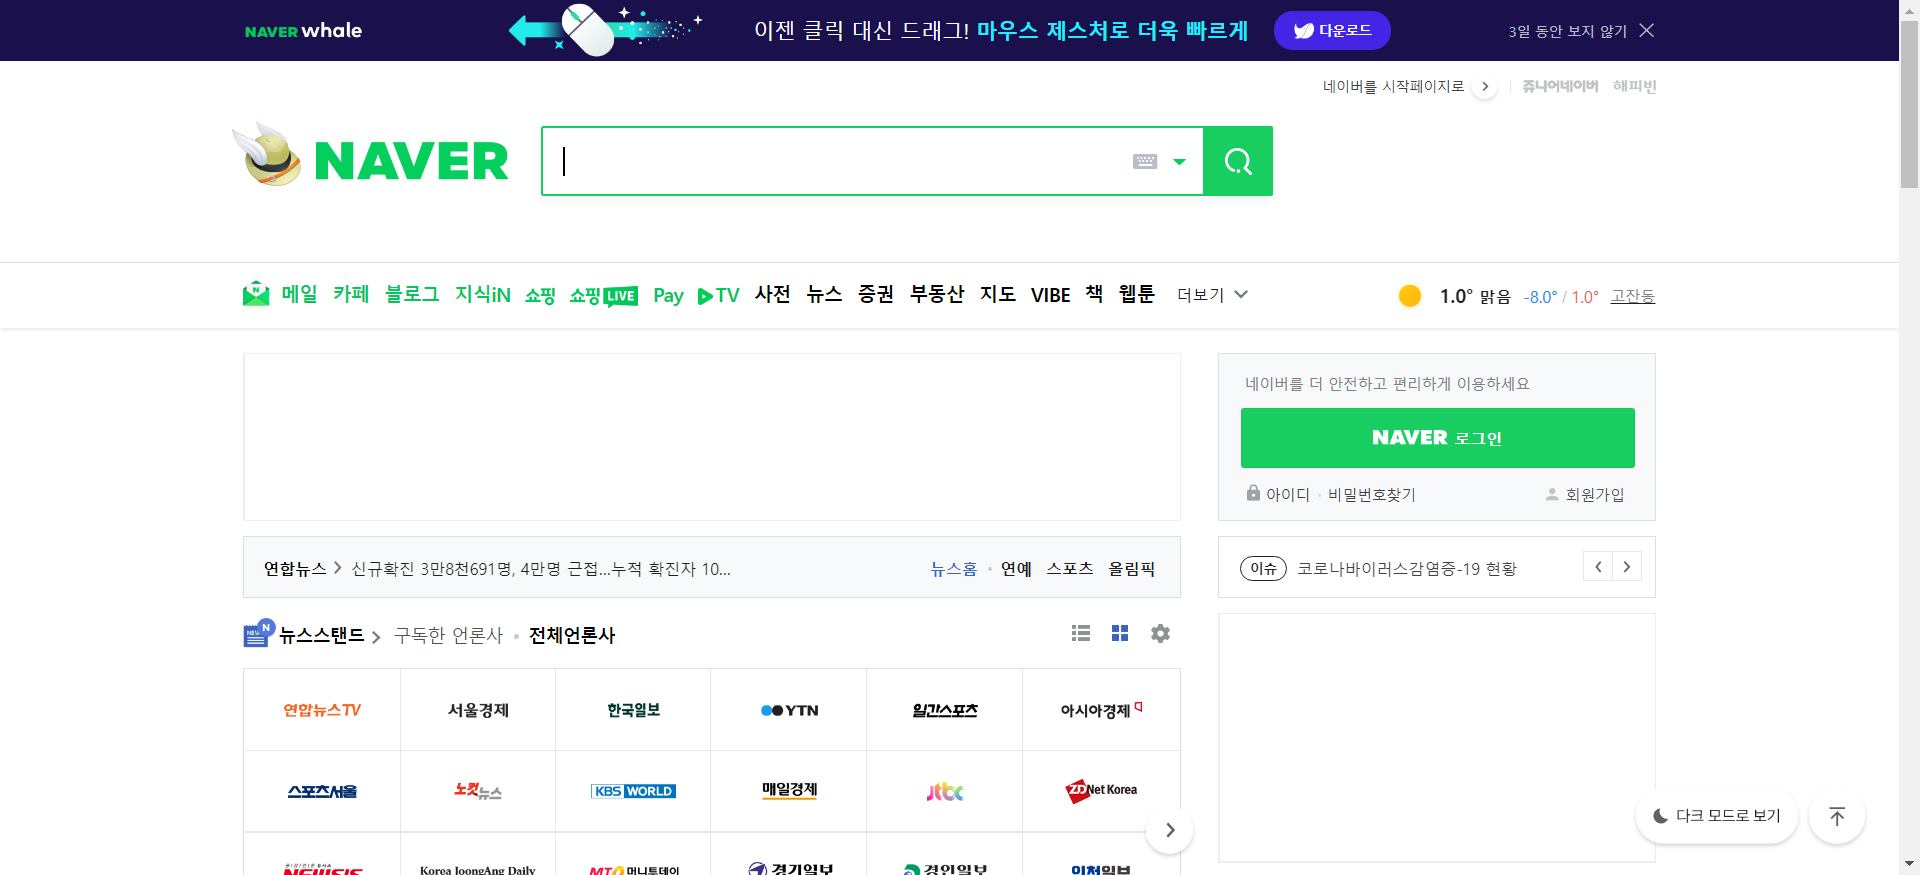 NAVER whale 이젠 클릭 대신 드래그! 마우스 제스처로 더욱 빠르게 다운로드 3일 동안 보지 않기
네이버를 시작페이지로 쥬니어네이버 해피빈
NAVER
메일 카페 블로그 지식iN 쇼핑 쇼핑LIVE Pay TV 사전 뉴스 증권 부동산 지도 VIBE 책 웹툰 더보기 1.0° 맑음 -8.0° / 1.0° 고잔동
네이버를 더 안전하고 편리하게 이용하세요
NAVER 로그인
아이디 · 비밀번호찾기 회원가입
연합뉴스 신규확진 3만8천691명, 4만명 근접...누적 확진자 10... 뉴스홈 · 연예 스포츠 올림픽
이슈 코로나바이러스감염증-19 현황
뉴스스탠드 구독한 언론사 · 전체언론사
연합뉴스TV 서울경제 한국일보 YTN 일간스포츠 아시아경제
스포츠서울 노컷뉴스 KBS WORLD 매일경제 jtbc ZDNet Korea
다크 모드로 보기
NEWSIS Korea JoongAng Daily MT 머니투데이 경기일보 경인일보 인천일보